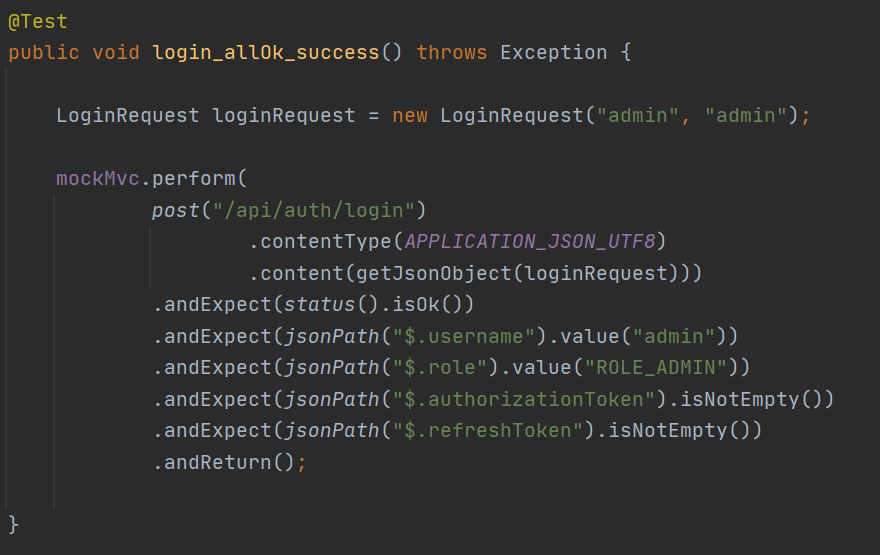 @Test
public void login_allOk_success() throws Exception {
LoginRequest loginRequest = new LoginRequest("admin", "admin");
mockMvc.perform(
post("/api/auth/login")
.contentType(APPLICATION_JSON_UTF8)
.content(getJsonObject(loginRequest)))
.andExpect(status().isOk())
.andExpect(jsonPath("$.username").value("admin"))
.andExpect(jsonPath("$.role").value("ROLE_ADMIN"))
.andExpect(jsonPath("$.authorizationToken").isNotEmpty())
.andExpect(jsonPath("$.refreshToken").isNotEmpty())
.andReturn();
}